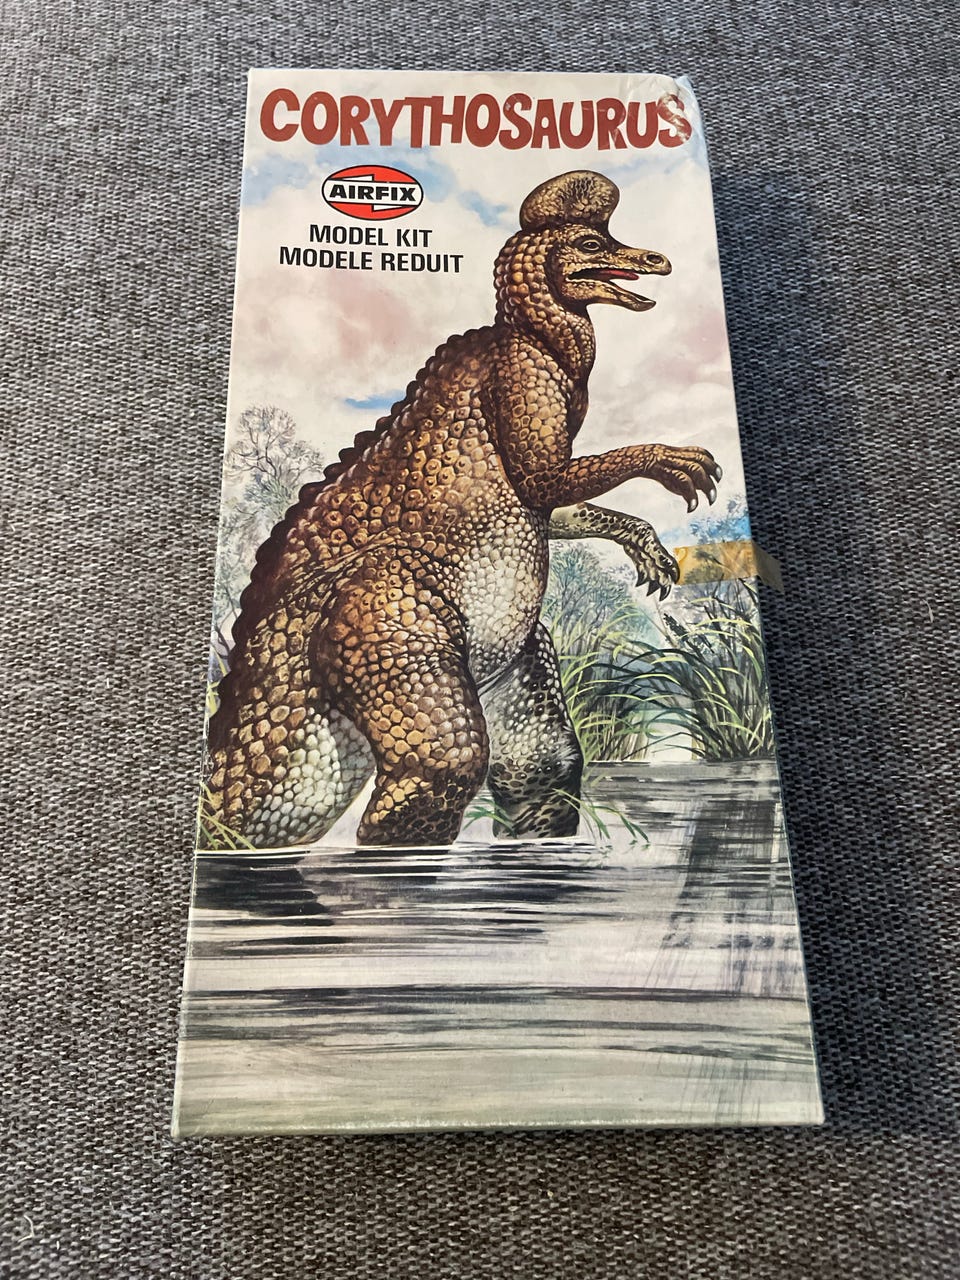 CORYTHOSAURUS
AIRFIX
MODEL KIT
MODELE REDUIT